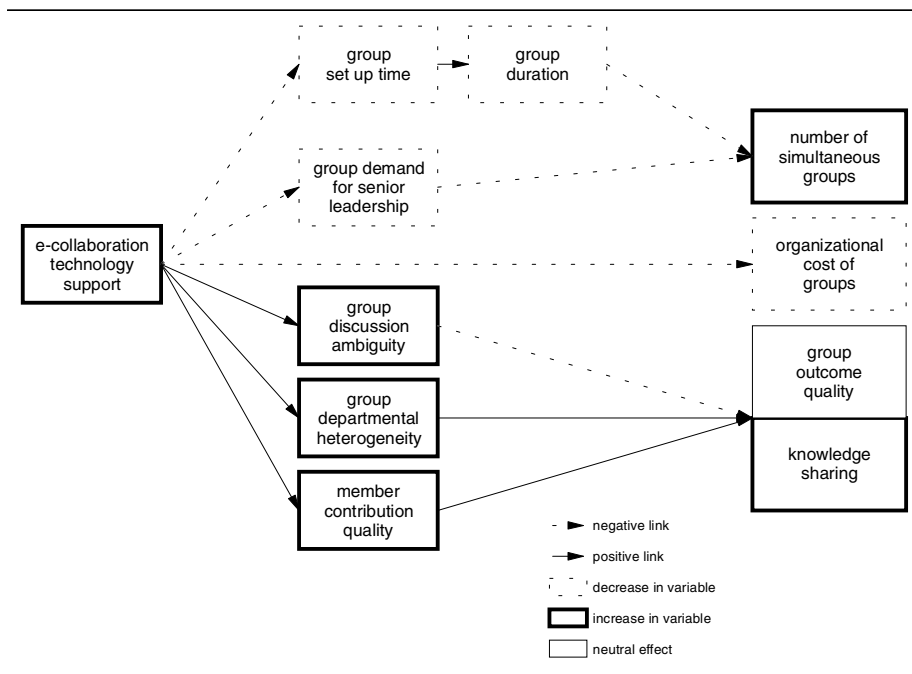 group
set up time
group
duration
number of
simultaneous
groups
group demand
for senior
leadership
e-collaboration
technology
support
organizational
cost of
groups
group
discussion
ambiguity
group
outcome
quality
group
departmental
heterogeneity
knowledge
sharing
member
contribution
quality
negative link
positive link
decrease in variable
increase in variable
neutral effect